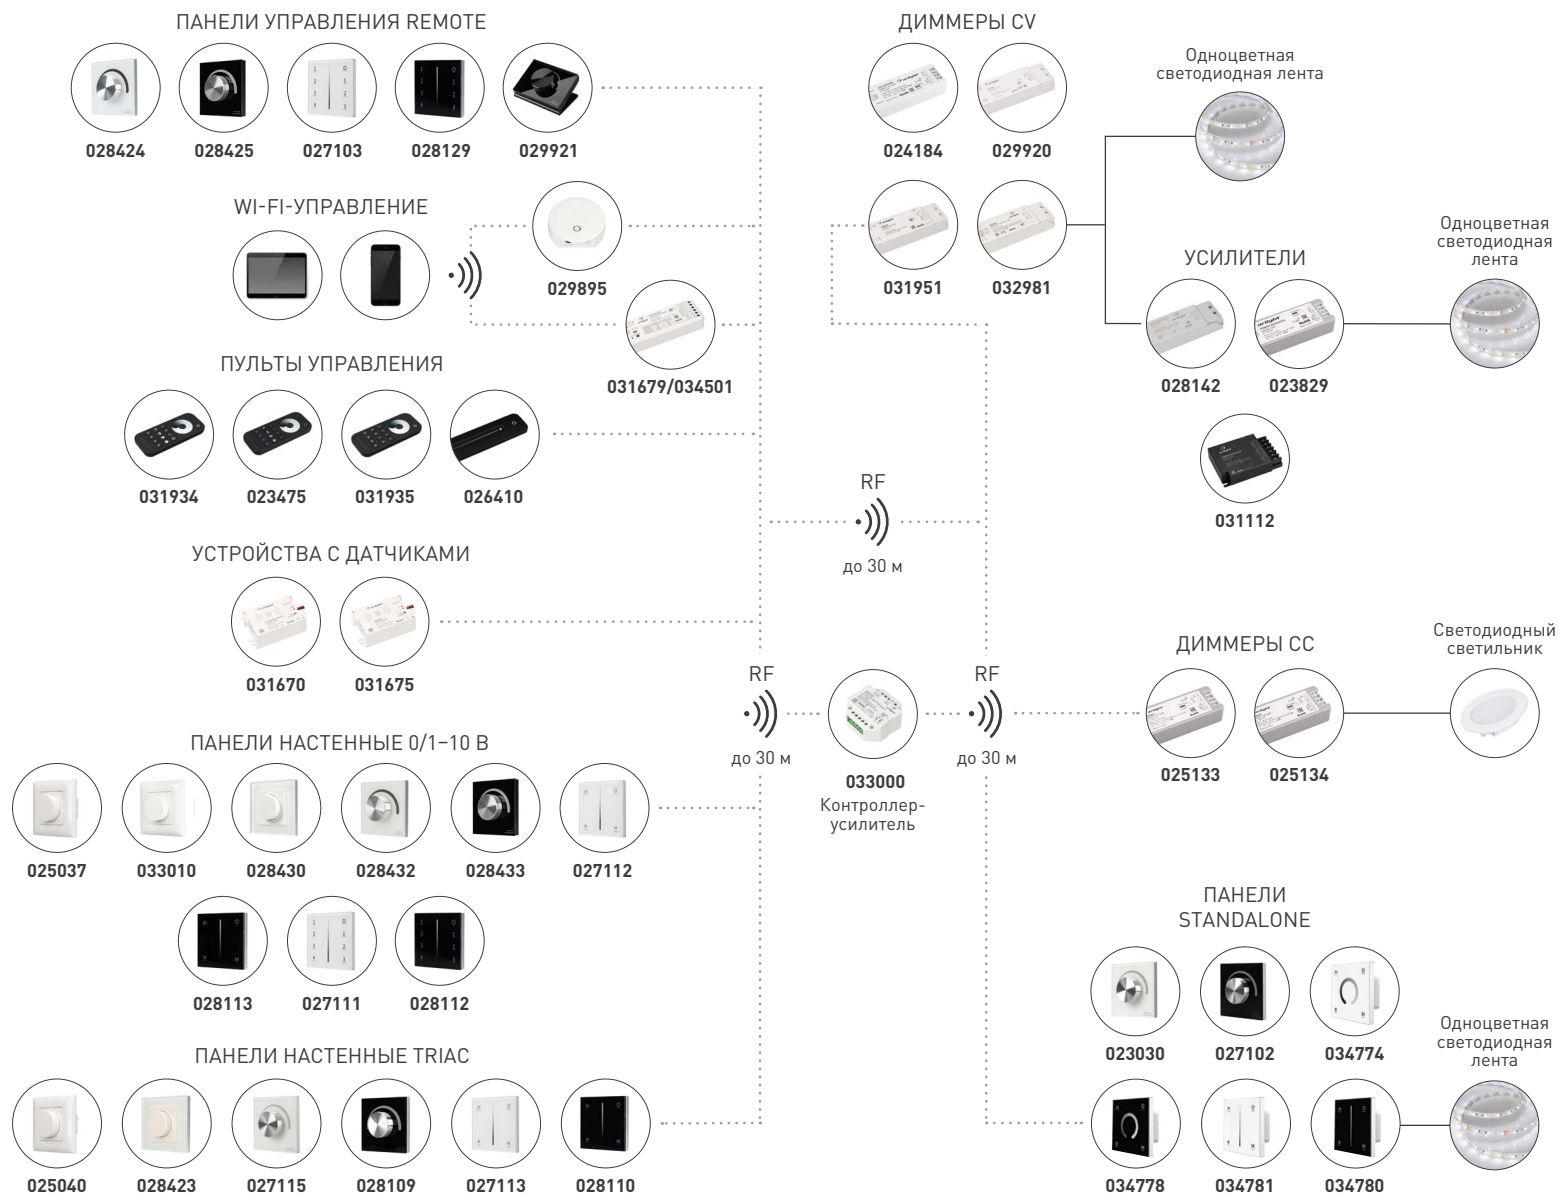 ПАНЕЛИ УПРАВЛЕНИЯ REMOTE
028424 028425 027103 028129 029921
WI-FI-УПРАВЛЕНИЕ
029895
031679/034501
ПУЛЬТЫ УПРАВЛЕНИЯ
031934 023475 031935 026410
УСТРОЙСТВА С ДАТЧИКАМИ
031670 031675
ПАНЕЛИ НАСТЕННЫЕ 0/1–10 В
025037 033010 028430 028432 028433 027112
028113 027111 028112
ПАНЕЛИ НАСТЕННЫЕ TRIAC
025040 028423 027115 028109 027113 028110
RF
до 30 м
RF
до 30 м
033000
Контроллер-
усилитель
RF
до 30 м
ДИММЕРЫ CV
024184 029920
031951 032981
Одноцветная
светодиодная лента
УСИЛИТЕЛИ
028142 023829
031112
Одноцветная
светодиодная
лента
ДИММЕРЫ CC
025133 025134
Светодиодный
светильник
ПАНЕЛИ
STANDALONE
023030 027102 034774
034778 034781 034780
Одноцветная
светодиодная
лента